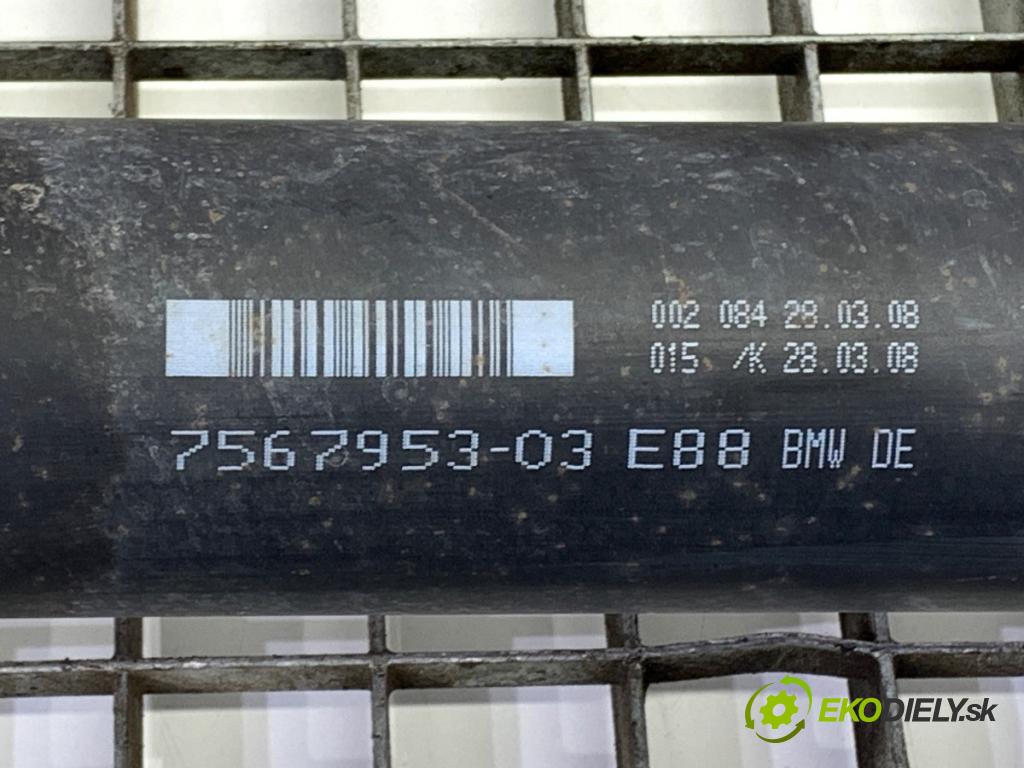 002 084 28.03.08
015 /K 28.03.08
7567953-03 E88 BMW DE
EKODIELY.sk